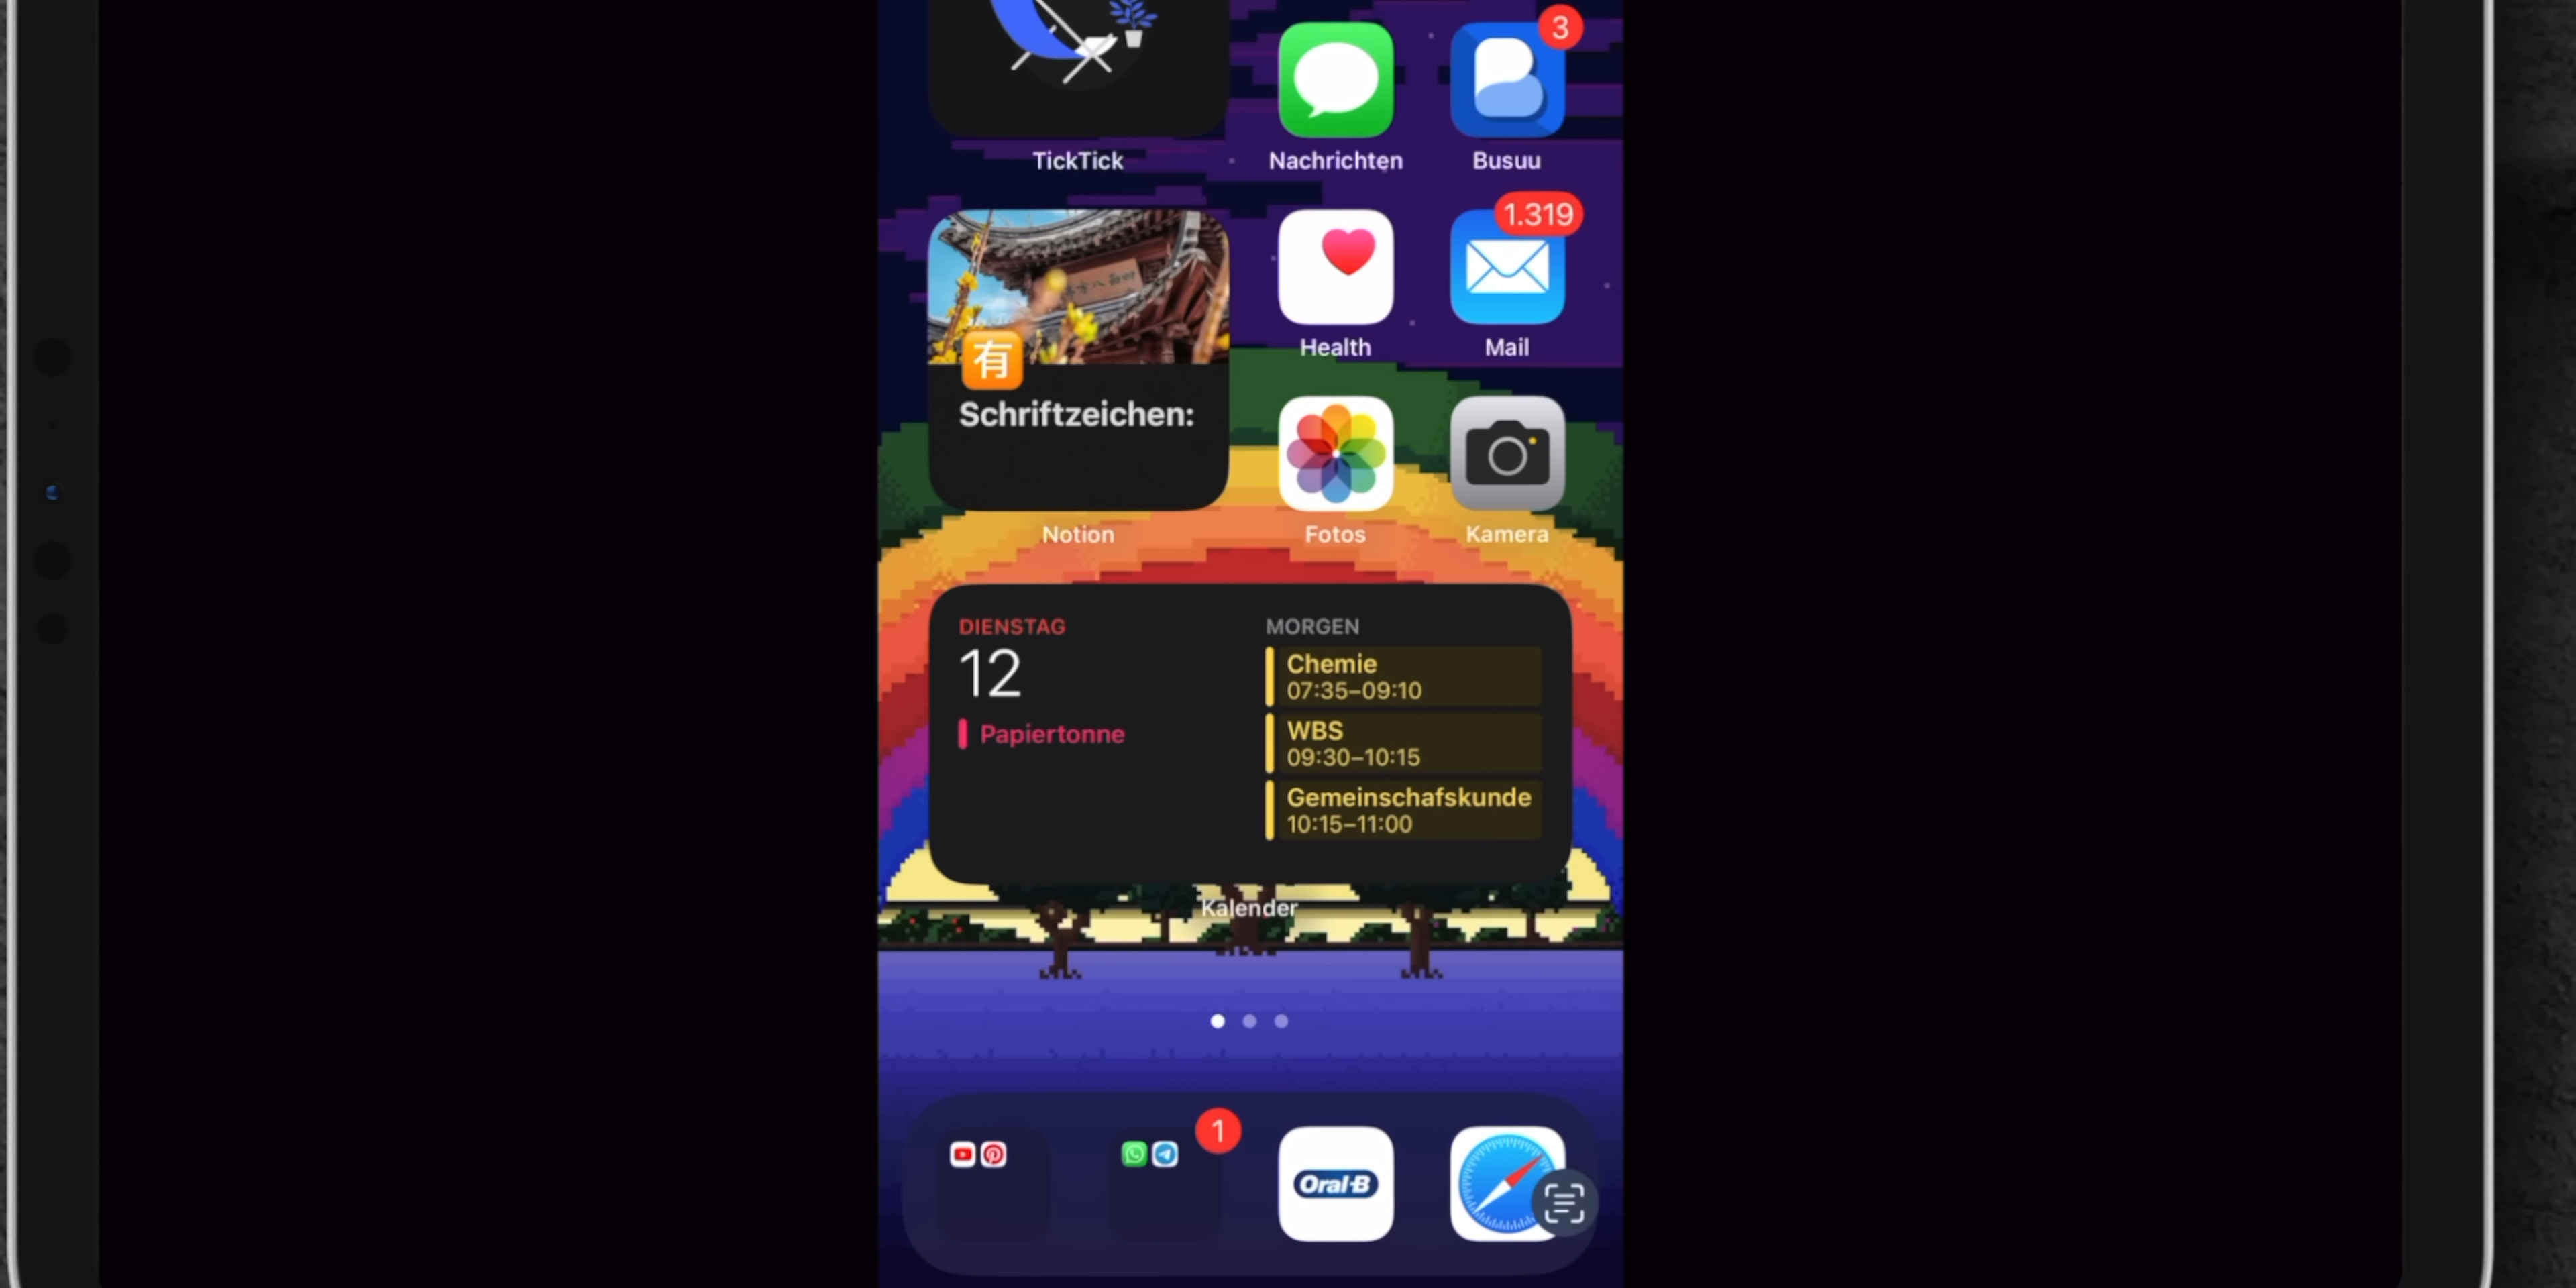 TickTick
Nachrichten
3
Busuu
Health
1.319
Mail
有
Schriftzeichen:
Notion
Fotos
Kamera
DIENSTAG
12
Papiertonne
MORGEN
Chemie
07:35–09:10
WBS
09:30–10:15
Gemeinschafskunde
10:15–11:00
Kalender
1
Oral-B